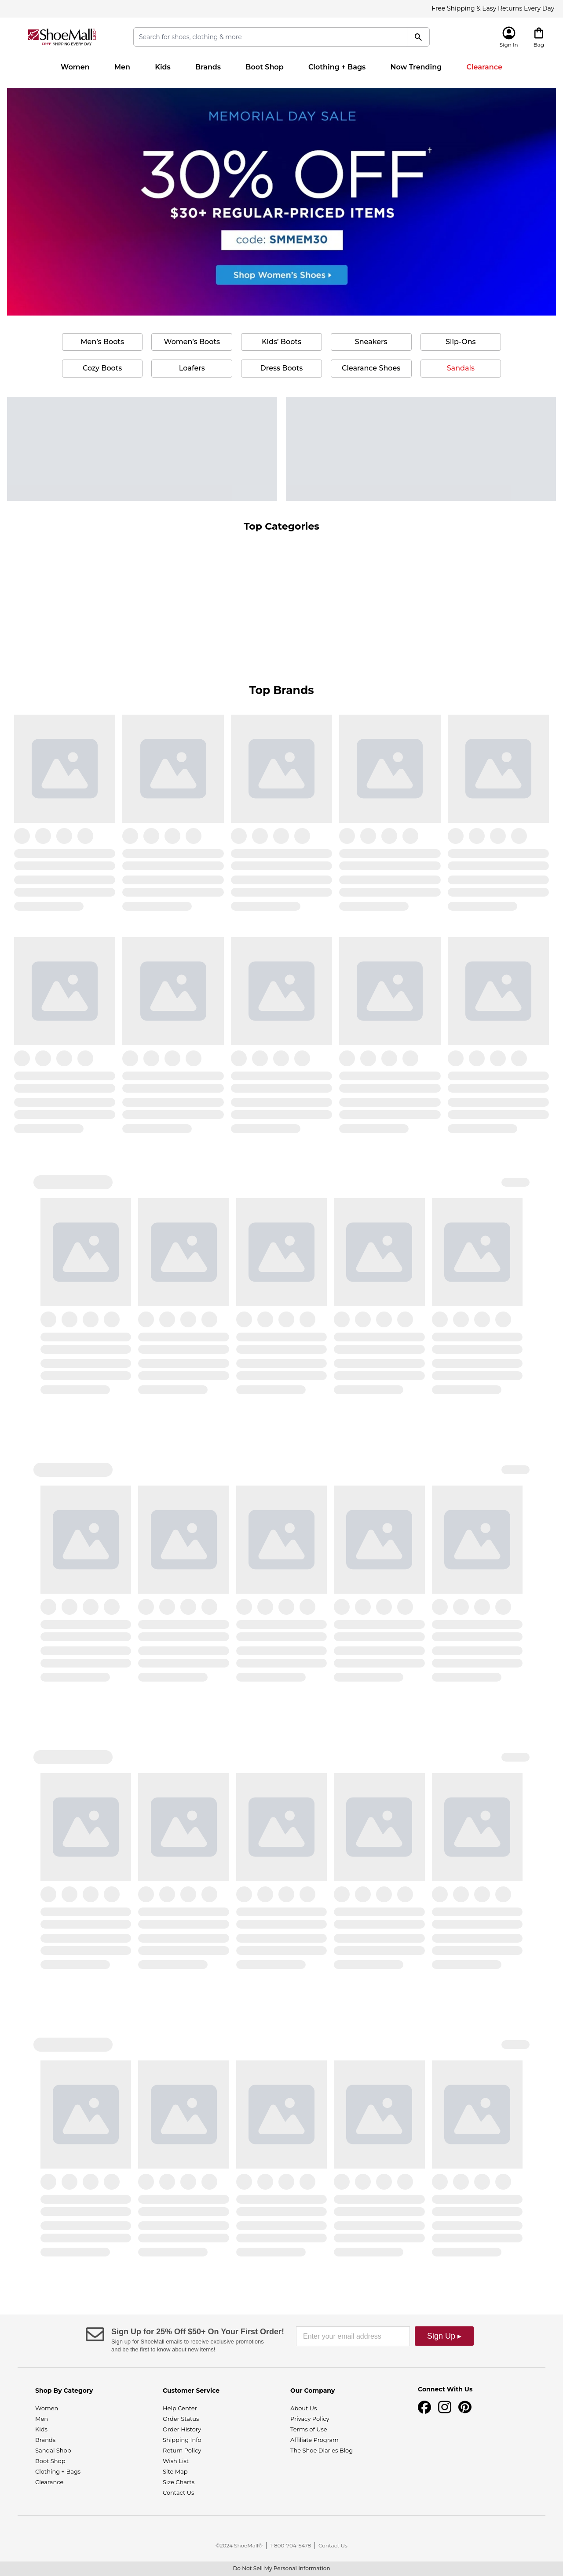 Free Shipping & Easy Returns Every Day
ShoeMall.com
FREE SHIPPING EVERY DAY
Search for shoes, clothing & more
Sign In
Bag
Women
Men
Kids
Brands
Boot Shop
Clothing + Bags
Now Trending
Clearance
MEMORIAL DAY SALE
30% OFF†
$30+ REGULAR-PRICED ITEMS
code: SMMEM30
Shop Women's Shoes ▸
Men's Boots
Women's Boots
Kids' Boots
Sneakers
Slip-Ons
Cozy Boots
Loafers
Dress Boots
Clearance Shoes
Sandals
Top Categories
Top Brands
Sign Up for 25% Off $50+ On Your First Order!
Sign up for ShoeMall emails to receive exclusive promotions
and be the first to know about new items!
Enter your email address
Sign Up ▸
Shop By Category
Women
Men
Kids
Brands
Sandal Shop
Boot Shop
Clothing + Bags
Clearance
Customer Service
Help Center
Order Status
Order History
Shipping Info
Return Policy
Wish List
Site Map
Size Charts
Contact Us
Our Company
About Us
Privacy Policy
Terms of Use
Affiliate Program
The Shoe Diaries Blog
Connect With Us
©2024 ShoeMall® | 1-800-704-5478 | Contact Us
Do Not Sell My Personal Information